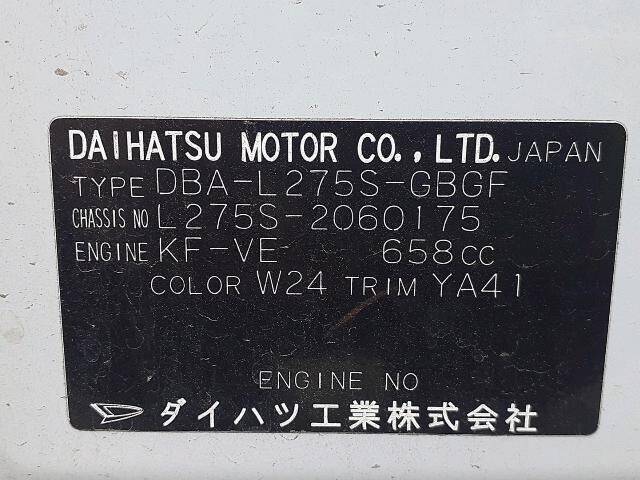 DAIHATSU MOTOR CO., LTD. JAPAN
TYPE DBA-L275S-GBGF
CHASSIS NO L275S-2060175
ENGINE KF-VE 658CC
COLOR W24 TRIM YA41
ENGINE NO
ダイハツ工業株式会社